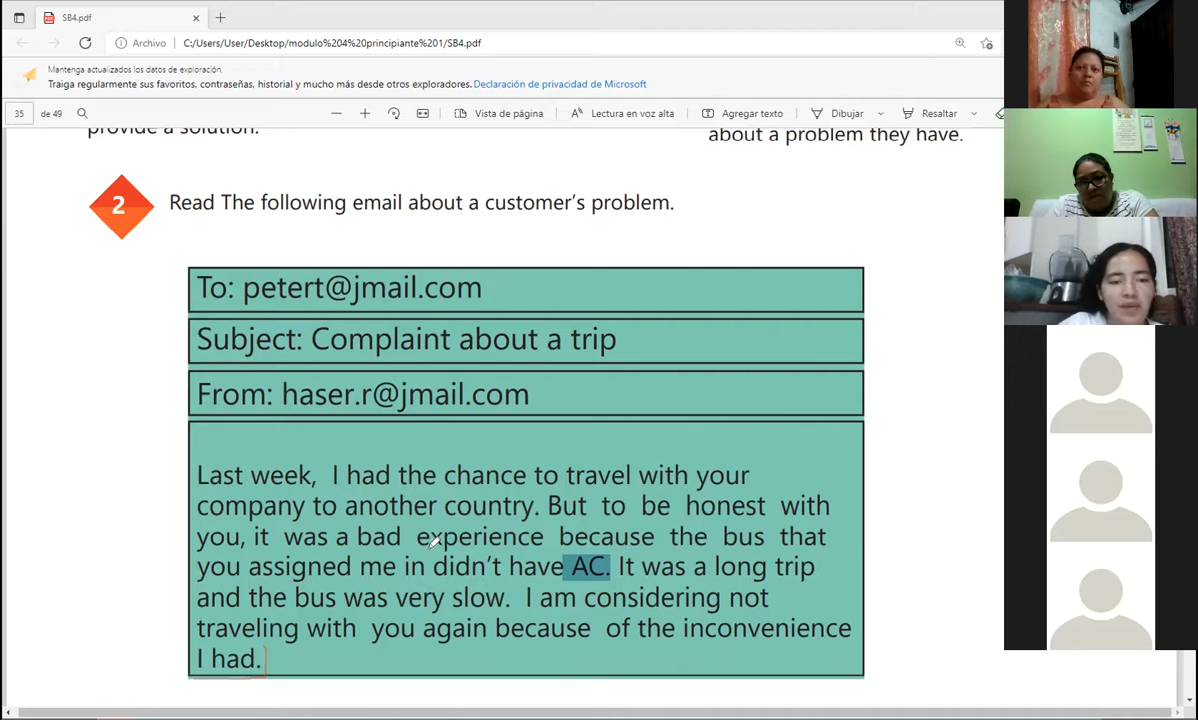 SB4.pdf
Archivo C:/Users/User/Desktop/modulo%204%20principiante%201/SB4.pdf
Mantenga actualizados los datos de exploración.
Traiga regularmente sus favoritos, contraseñas, historial y mucho más desde otros exploradores. Declaración de privacidad de Microsoft
35 de 49 Vista de página Lectura en voz alta Agregar texto Dibujar Resaltar
provide a solution.
about a problem they have.
2 Read The following email about a customer's problem.
To: petert@jmail.com
Subject: Complaint about a trip
From: haser.r@jmail.com
Last week, I had the chance to travel with your
company to another country. But to be honest with
you, it was a bad experience because the bus that
you assigned me in didn't have AC. It was a long trip
and the bus was very slow. I am considering not
traveling with you again because of the inconvenience
I had.